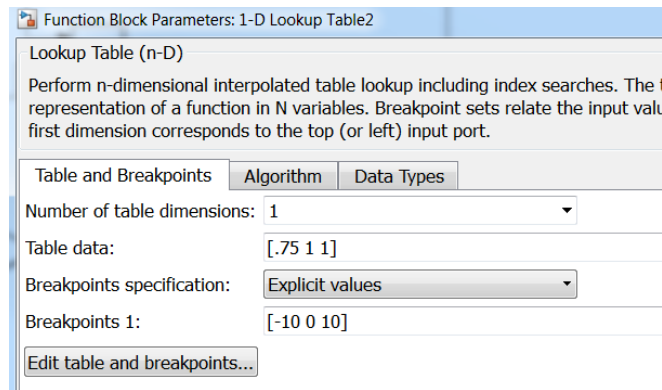 Function Block Parameters: 1-D Lookup Table2
Lookup Table (n-D)
Perform n-dimensional interpolated table lookup including index searches. The
representation of a function in N variables. Breakpoint sets relate the input
first dimension corresponds to the top (or left) input port.
Table and Breakpoints Algorithm Data Types
Number of table dimensions: 1
Table data: [.75 1 1]
Breakpoints specification: Explicit values
Breakpoints 1: [-10 0 10]
Edit table and breakpoints...